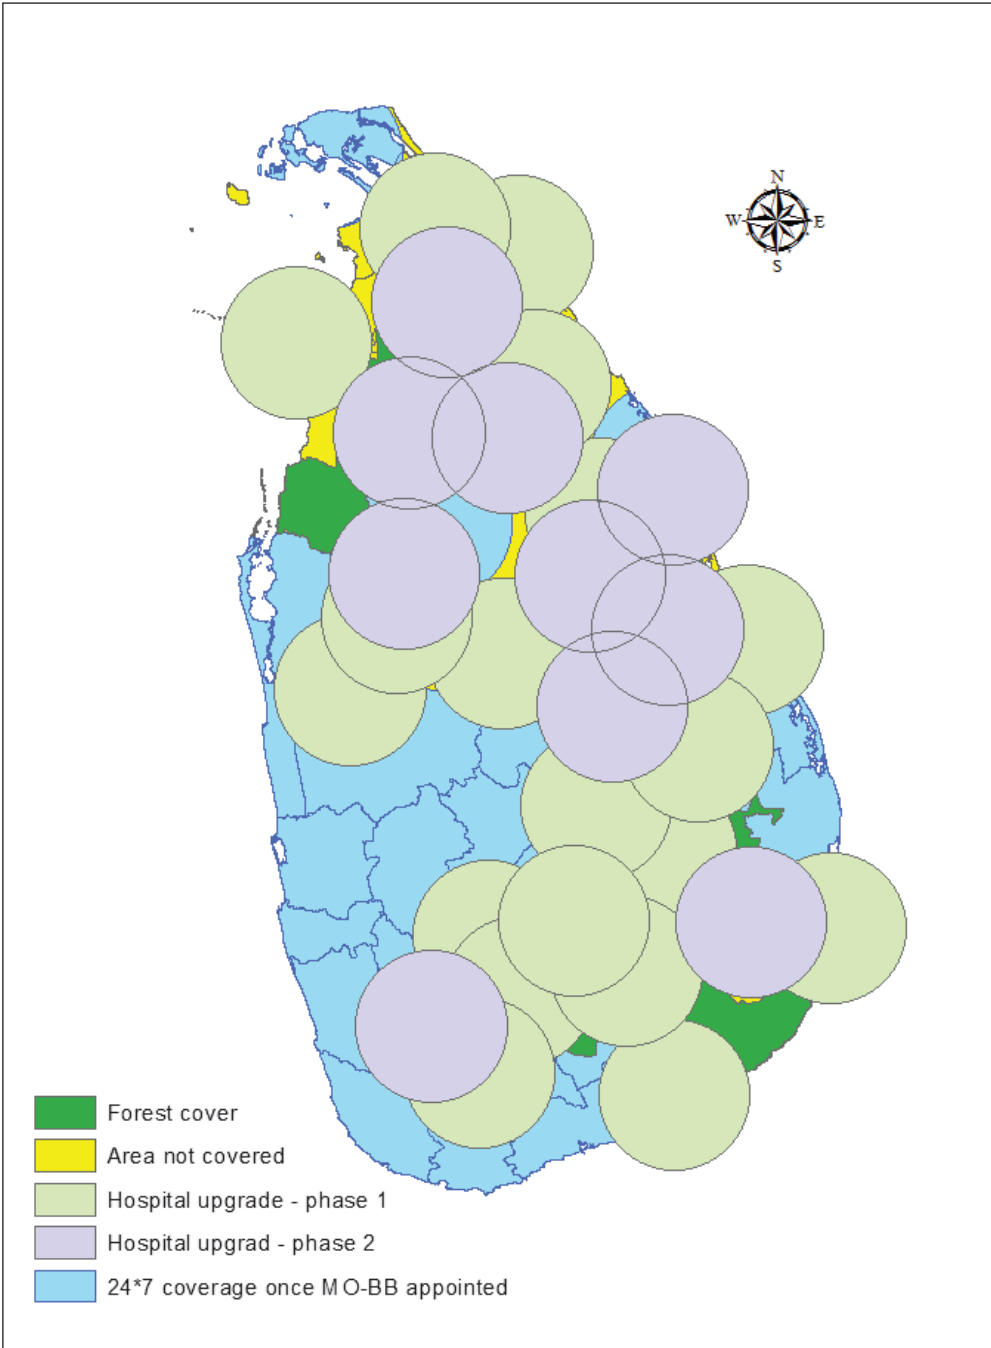 N
W E
S
Forest cover
Area not covered
Hospital upgrade - phase 1
Hospital upgrad - phase 2
24*7 coverage once MO-BB appointed